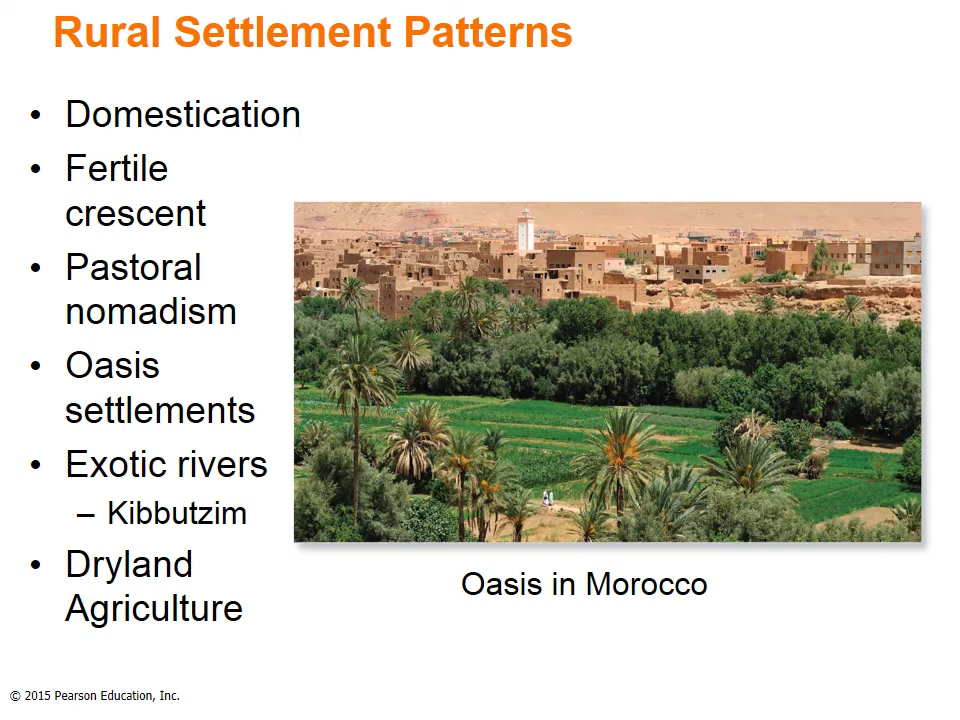 Rural Settlement Patterns
• Domestication
• Fertile
crescent
• Pastoral
nomadism
• Oasis
settlements
• Exotic rivers
– Kibbutzim
• Dryland
Agriculture
Oasis in Morocco
© 2015 Pearson Education, Inc.